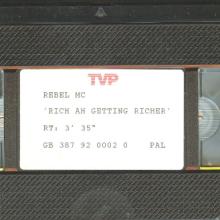 TVP
REBEL MC
'RICH AH GETTING RICHER'
RT: 3' 35"
GB 387 92 0002 0 PAL